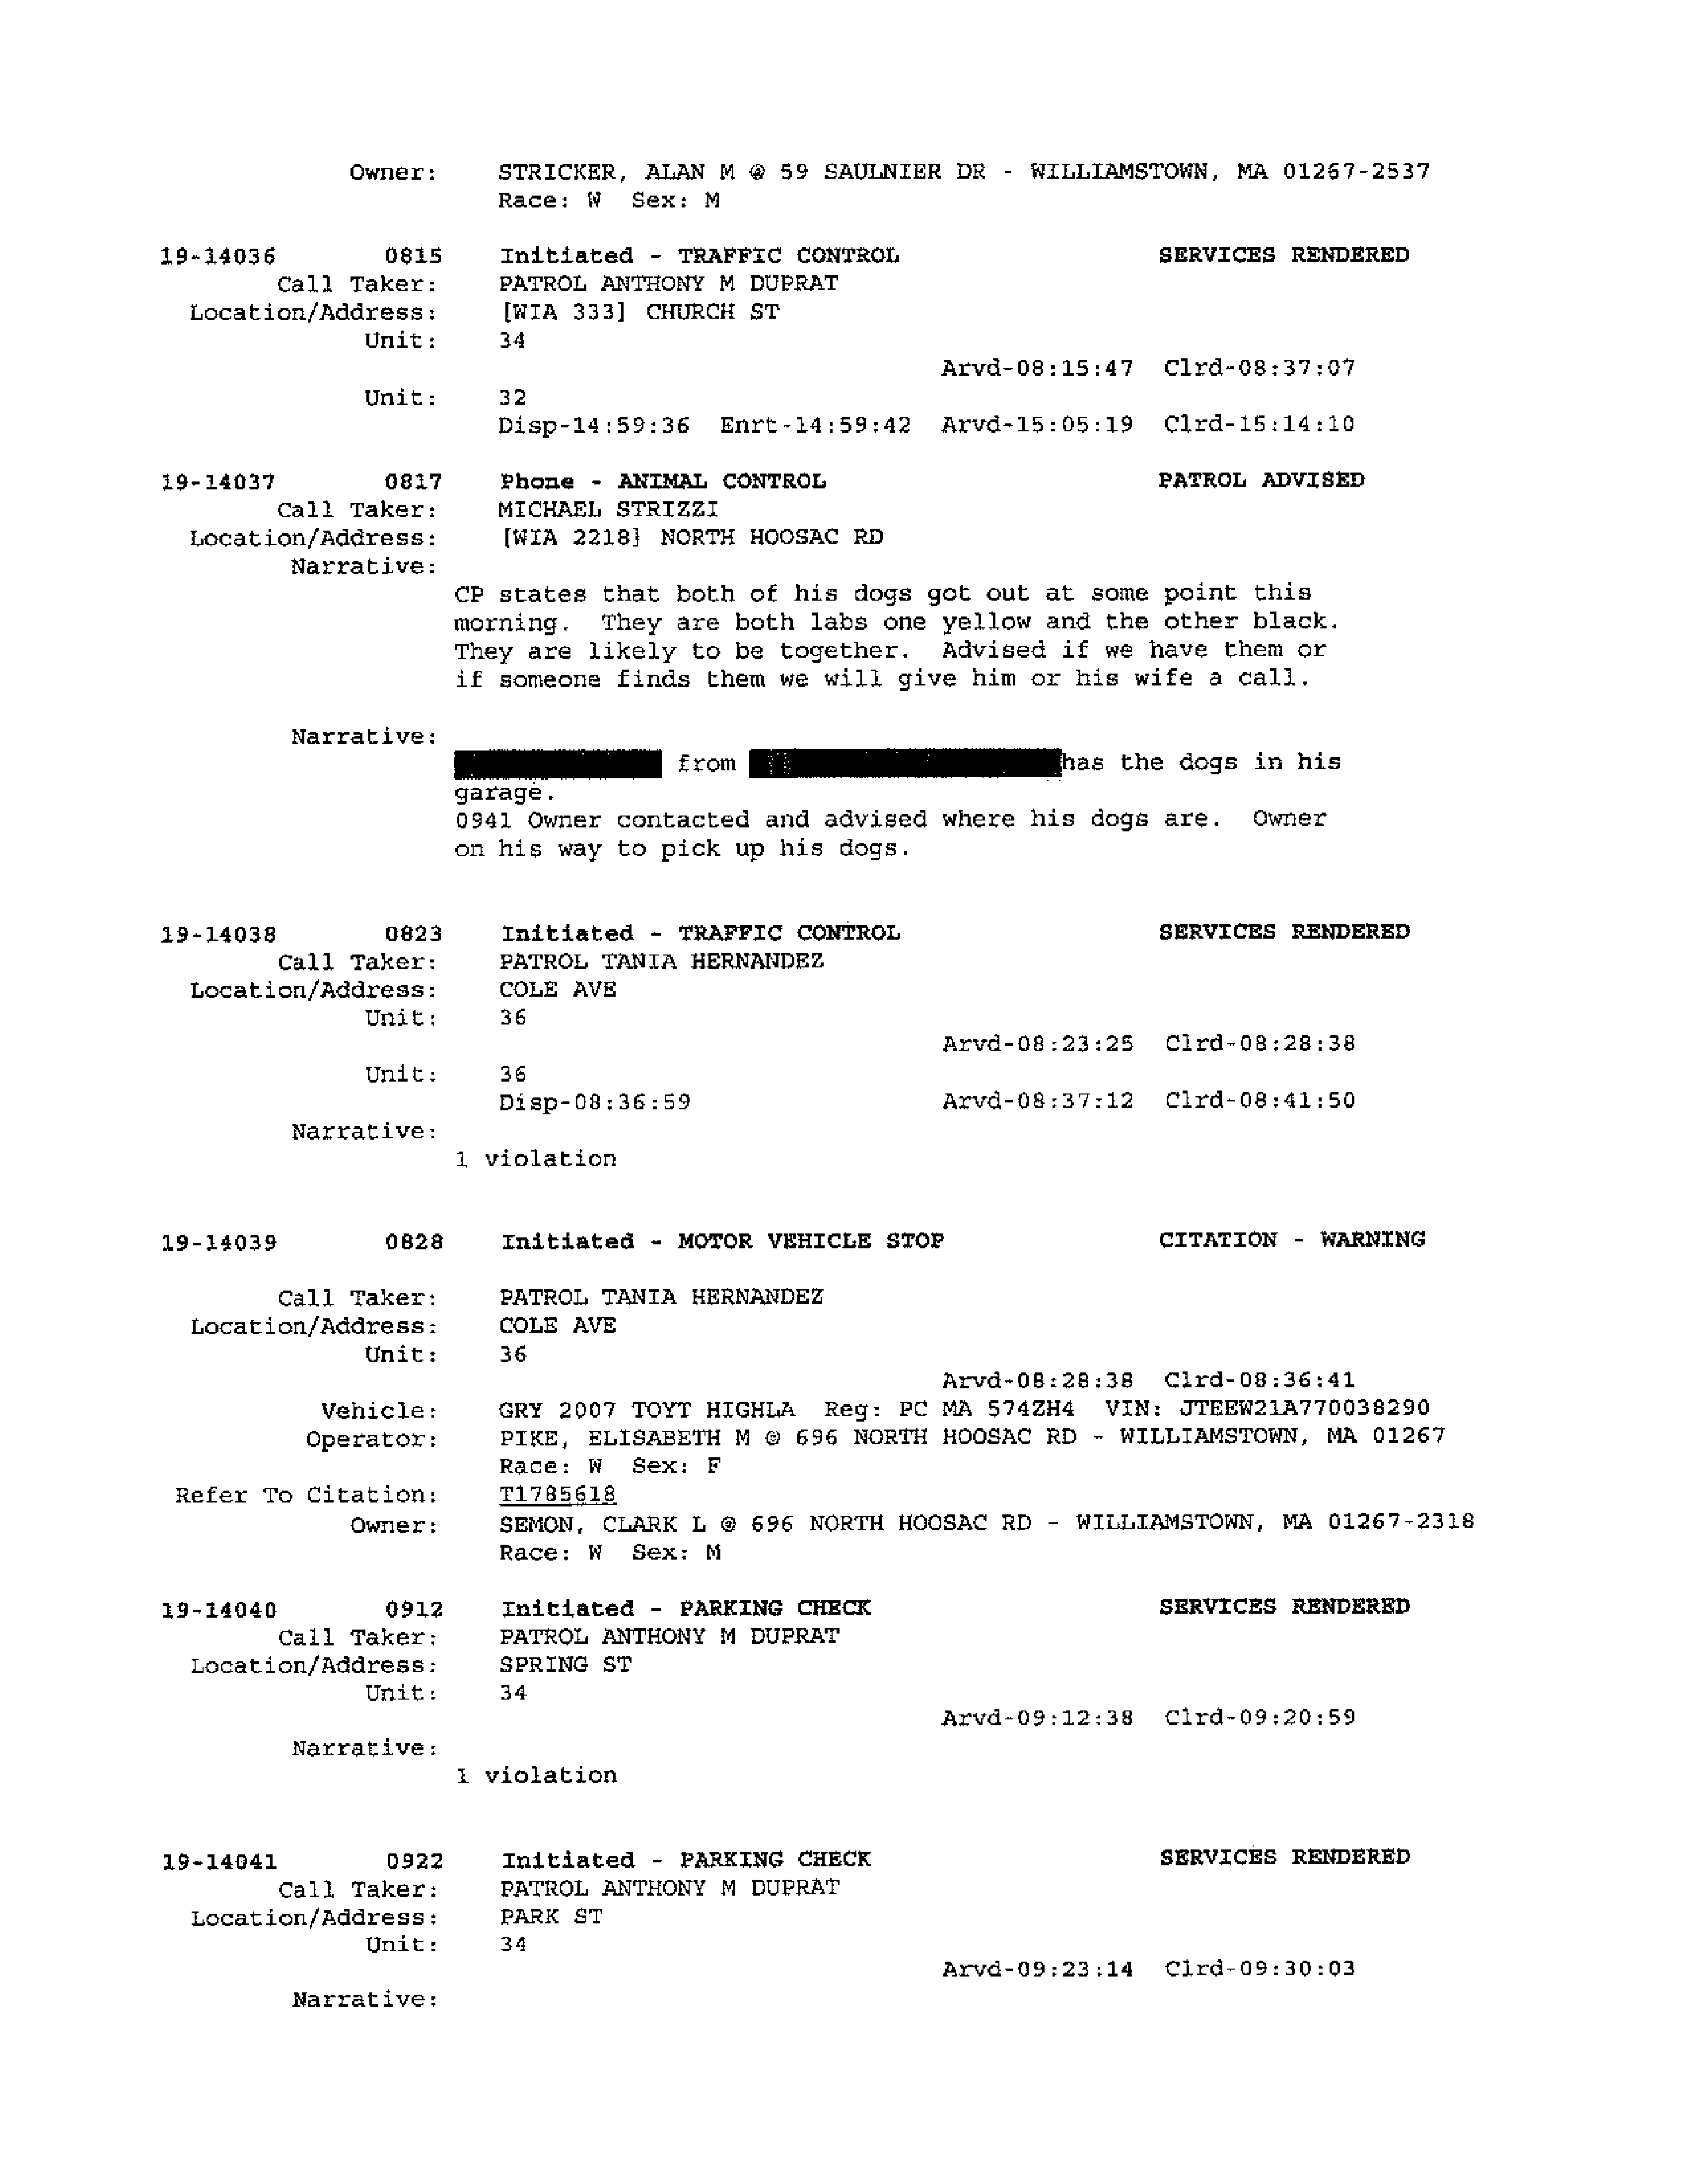 Owner: STRICKER, ALAN M @ 59 SAULNIER DR - WILLIAMSTOWN, MA 01267-2537
Race: W Sex: M
19-14036 0815 Initiated - TRAFFIC CONTROL SERVICES RENDERED
Call Taker: PATROL ANTHONY M DUPRAT
Location/Address: [WIA 333] CHURCH ST
Unit: 34
Arvd-08:15:47 Clrd-08:37:07
Unit: 32
Disp-14:59:36 Enrt-14:59:42 Arvd-15:05:19 Clrd-15:14:10
19-14037 0817 Phone - ANIMAL CONTROL PATROL ADVISED
Call Taker: MICHAEL STRIZZI
Location/Address: [WIA 2218] NORTH HOOSAC RD
Narrative:
CP states that both of his dogs got out at some point this
morning. They are both labs one yellow and the other black.
They are likely to be together. Advised if we have them or
if someone finds them we will give him or his wife a call.
Narrative:
from has the dogs in his
garage.
0941 Owner contacted and advised where his dogs are. Owner
on his way to pick up his dogs.
19-14038 0823 Initiated - TRAFFIC CONTROL SERVICES RENDERED
Call Taker: PATROL TANIA HERNANDEZ
Location/Address: COLE AVE
Unit: 36
Arvd-08:23:25 Clrd-08:28:38
Unit: 36
Disp-08:36:59 Arvd-08:37:12 Clrd-08:41:50
Narrative:
1 violation
19-14039 0828 Initiated - MOTOR VEHICLE STOP CITATION - WARNING
Call Taker: PATROL TANIA HERNANDEZ
Location/Address: COLE AVE
Unit: 36
Arvd-08:28:38 Clrd-08:36:41
Vehicle: GRY 2007 TOYT HIGHLA Reg: PC MA 574ZH4 VIN: JTEEW21A770038290
Operator: PIKE, ELISABETH M @ 696 NORTH HOOSAC RD - WILLIAMSTOWN, MA 01267
Race: W Sex: F
Refer To Citation: T1785618
Owner: SEMON, CLARK L @ 696 NORTH HOOSAC RD - WILLIAMSTOWN, MA 01267-2318
Race: W Sex: M
19-14040 0912 Initiated - PARKING CHECK SERVICES RENDERED
Call Taker: PATROL ANTHONY M DUPRAT
Location/Address: SPRING ST
Unit: 34
Arvd-09:12:38 Clrd-09:20:59
Narrative:
1 violation
19-14041 0922 Initiated - PARKING CHECK SERVICES RENDERED
Call Taker: PATROL ANTHONY M DUPRAT
Location/Address: PARK ST
Unit: 34
Arvd-09:23:14 Clrd-09:30:03
Narrative: